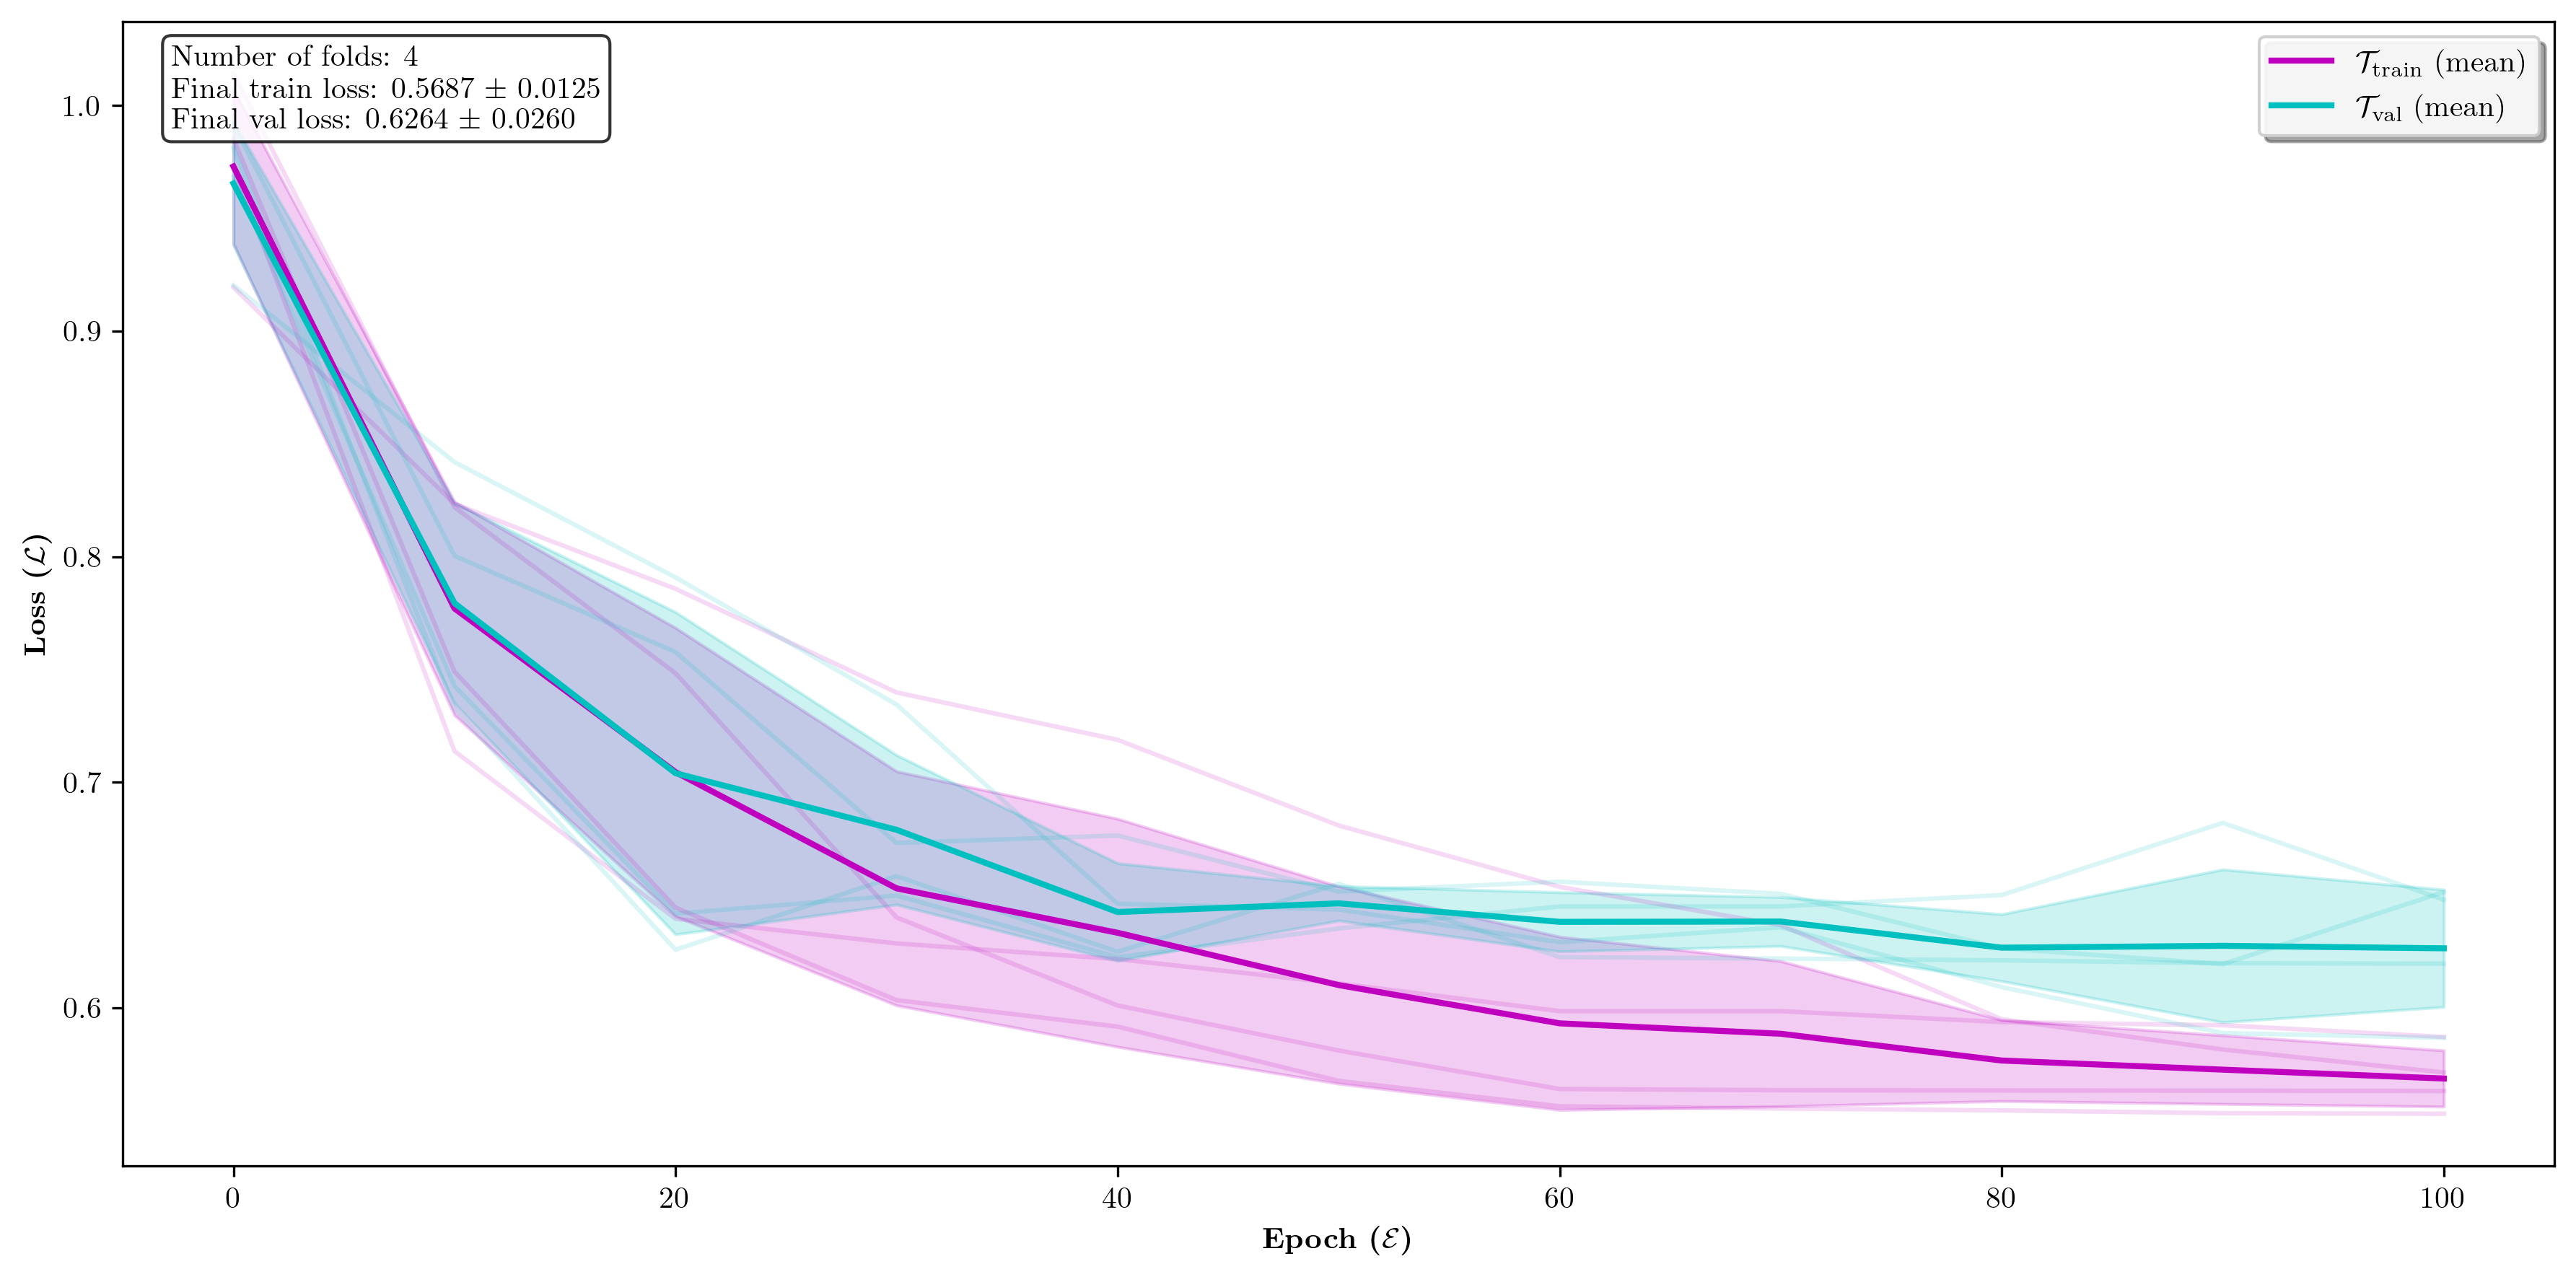 Number of folds: 4
Final train loss: 0.5687 ± 0.0125
Final val loss: 0.6264 ± 0.0260
𝒯train (mean)
𝒯val (mean)
1.0
0.9
0.8
0.7
0.6
Loss (ℒ)
0 20 40 60 80 100
Epoch (ℰ)